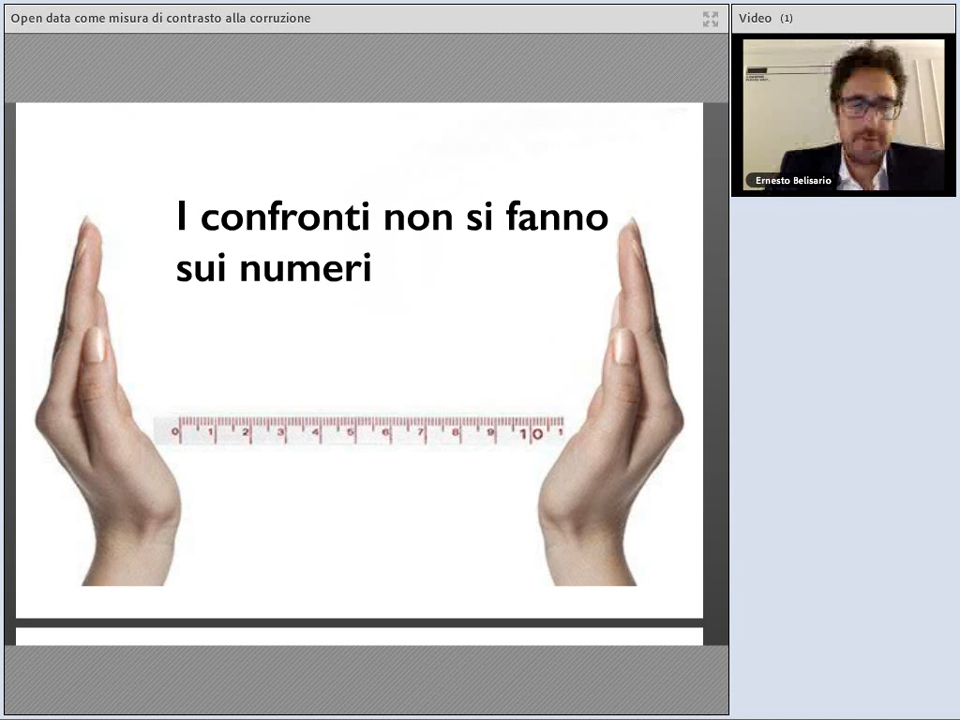 Open data come misura di contrasto alla corruzione
Video (1)
Ernesto Belisario
I confronti non si fanno
sui numeri
0 1 2 3 4 5 6 7 8 9 10 1